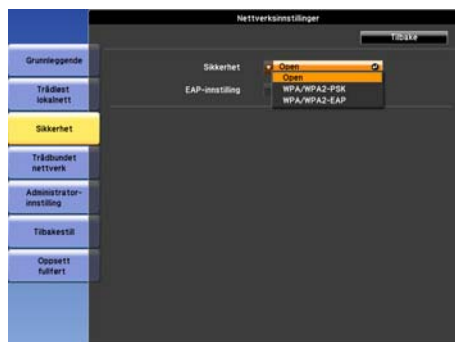 Nettverksinnstillinger
Tilbake
Grunnleggende
Trådløst
lokalnett
Sikkerhet
Trådbundet
nettverk
Administrator-
innstilling
Tilbakestill
Oppsett
fullført
Sikkerhet
Open
Open
WPA/WPA2-PSK
WPA/WPA2-EAP
EAP-innstilling